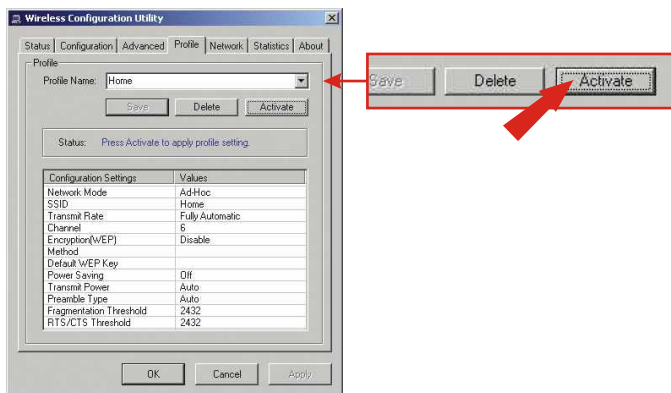 Wireless Configuration Utility
Status Configuration Advanced Profile Network Statistics About
Profile
Profile Name: Home
Save Delete Activate
Status: Press Activate to apply profile setting.
Configuration Settings Values
Network Mode Ad-Hoc
SSID Home
Transmit Rate Fully Automatic
Channel 6
Encryption(WEP) Disable
Method
Default WEP Key
Power Saving Off
Transmit Power Auto
Preamble Type Auto
Fragmentation Threshold 2432
RTS/CTS Threshold 2432
OK Cancel Apply
Save Delete Activate